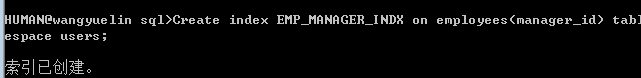 HUMAN@wangyuelin sql>Create index EMP_MANAGER_INDX on employees(manager_id) tabl
espace users;
索引已创建。